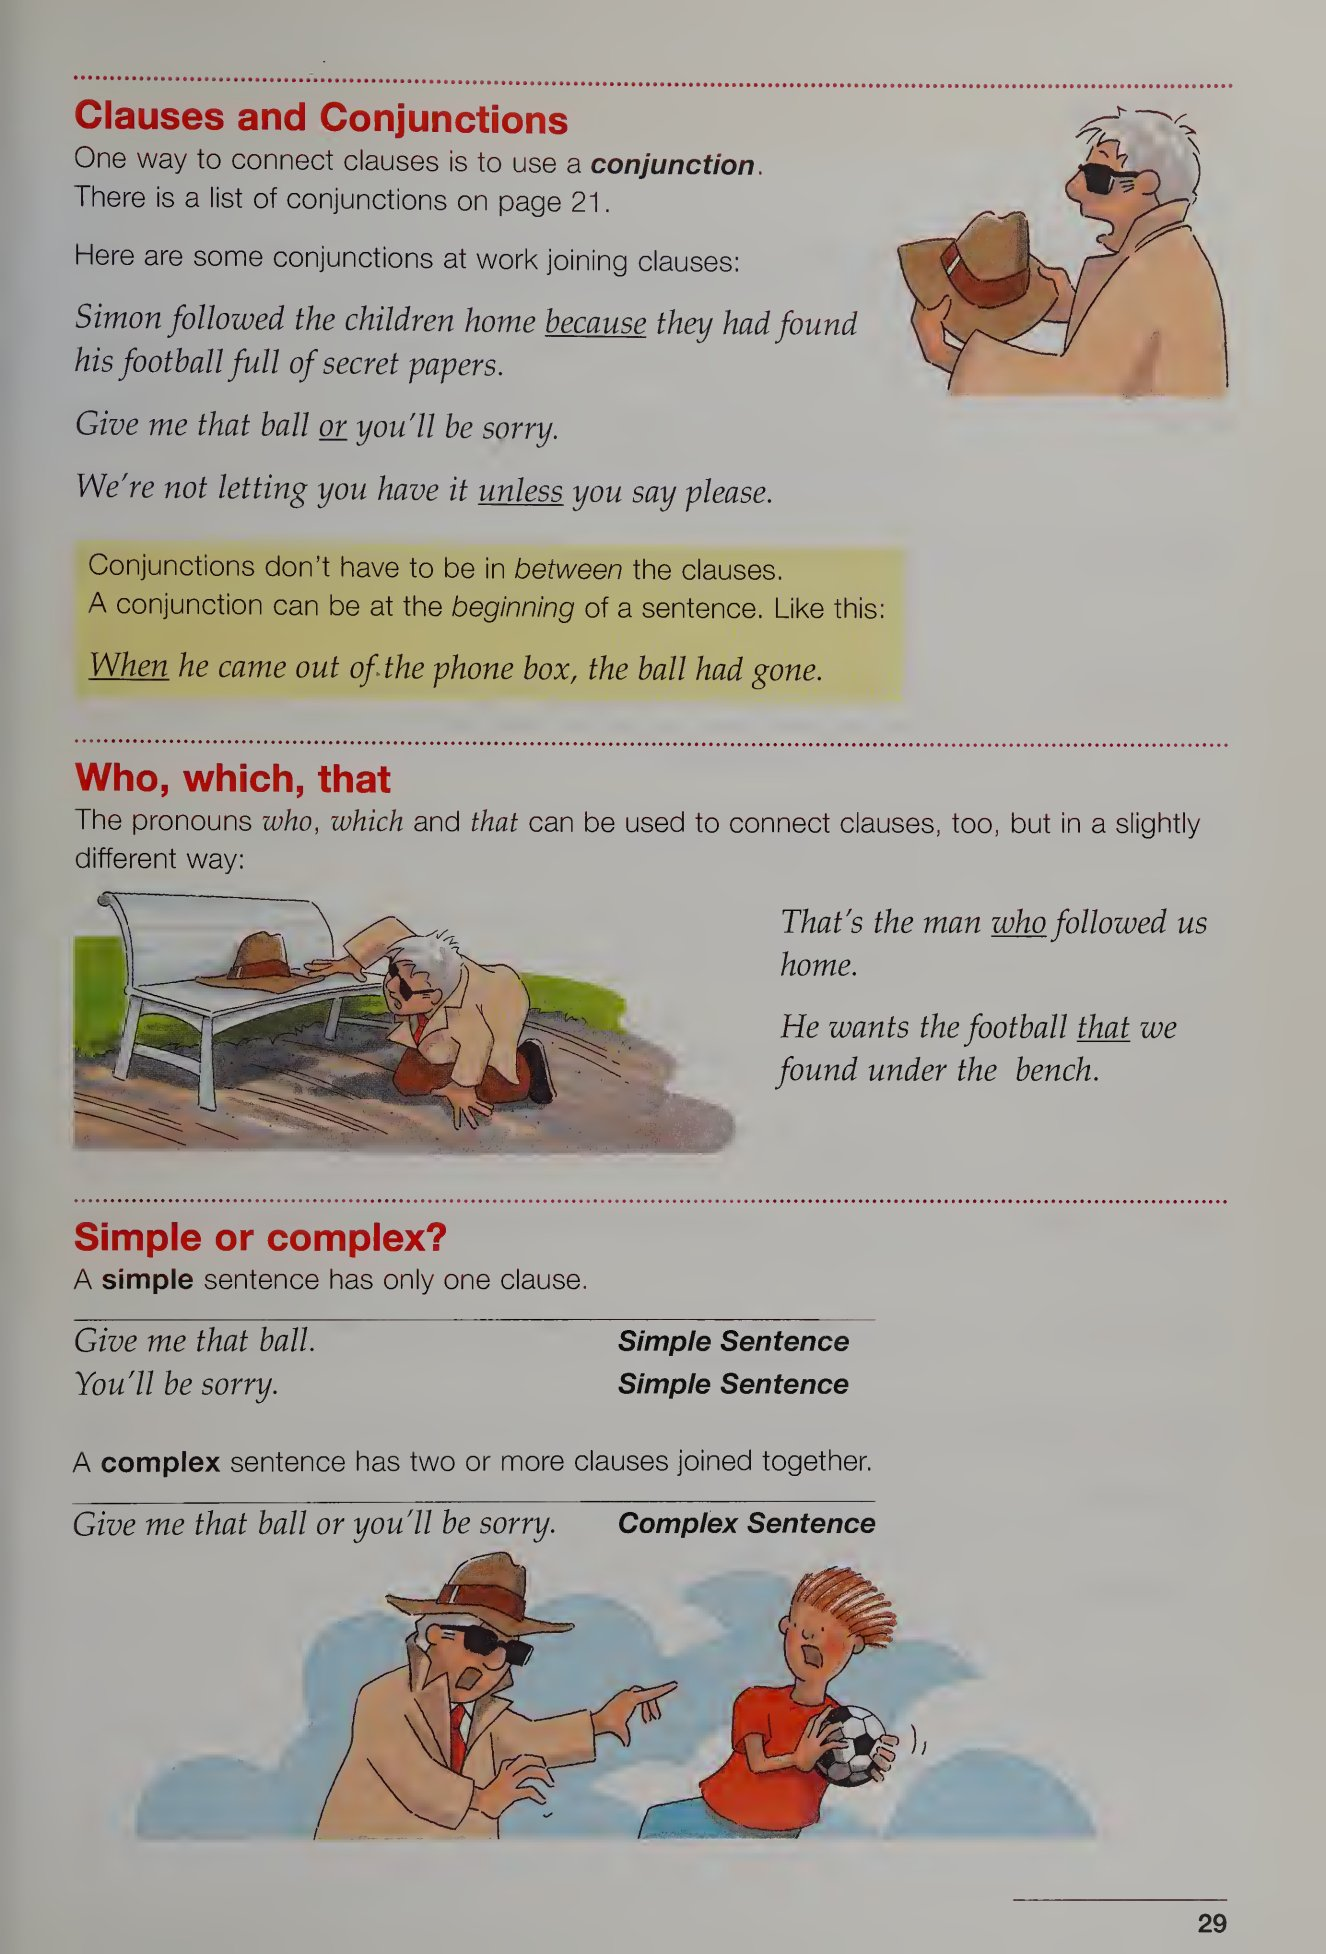 Clauses and Conjunctions
One way to connect clauses is to use a conjunction.
There is a list of conjunctions on page 21.
Here are some conjunctions at work joining clauses:
Simon followed the children home because they had found
his football full of secret papers.
Give me that ball or you'll be sorry.
We're not letting you have it unless you say please.
Conjunctions don't have to be in between the clauses.
A conjunction can be at the beginning of a sentence. Like this:
When he came out of the phone box, the ball had gone.
Who, which, that
The pronouns who, which and that can be used to connect clauses, too, but in a slightly
different way:
That's the man who followed us
home.
He wants the football that we
found under the bench.
Simple or complex?
A simple sentence has only one clause.
Give me that ball. Simple Sentence
You'll be sorry. Simple Sentence
A complex sentence has two or more clauses joined together.
Give me that ball or you'll be sorry. Complex Sentence
29